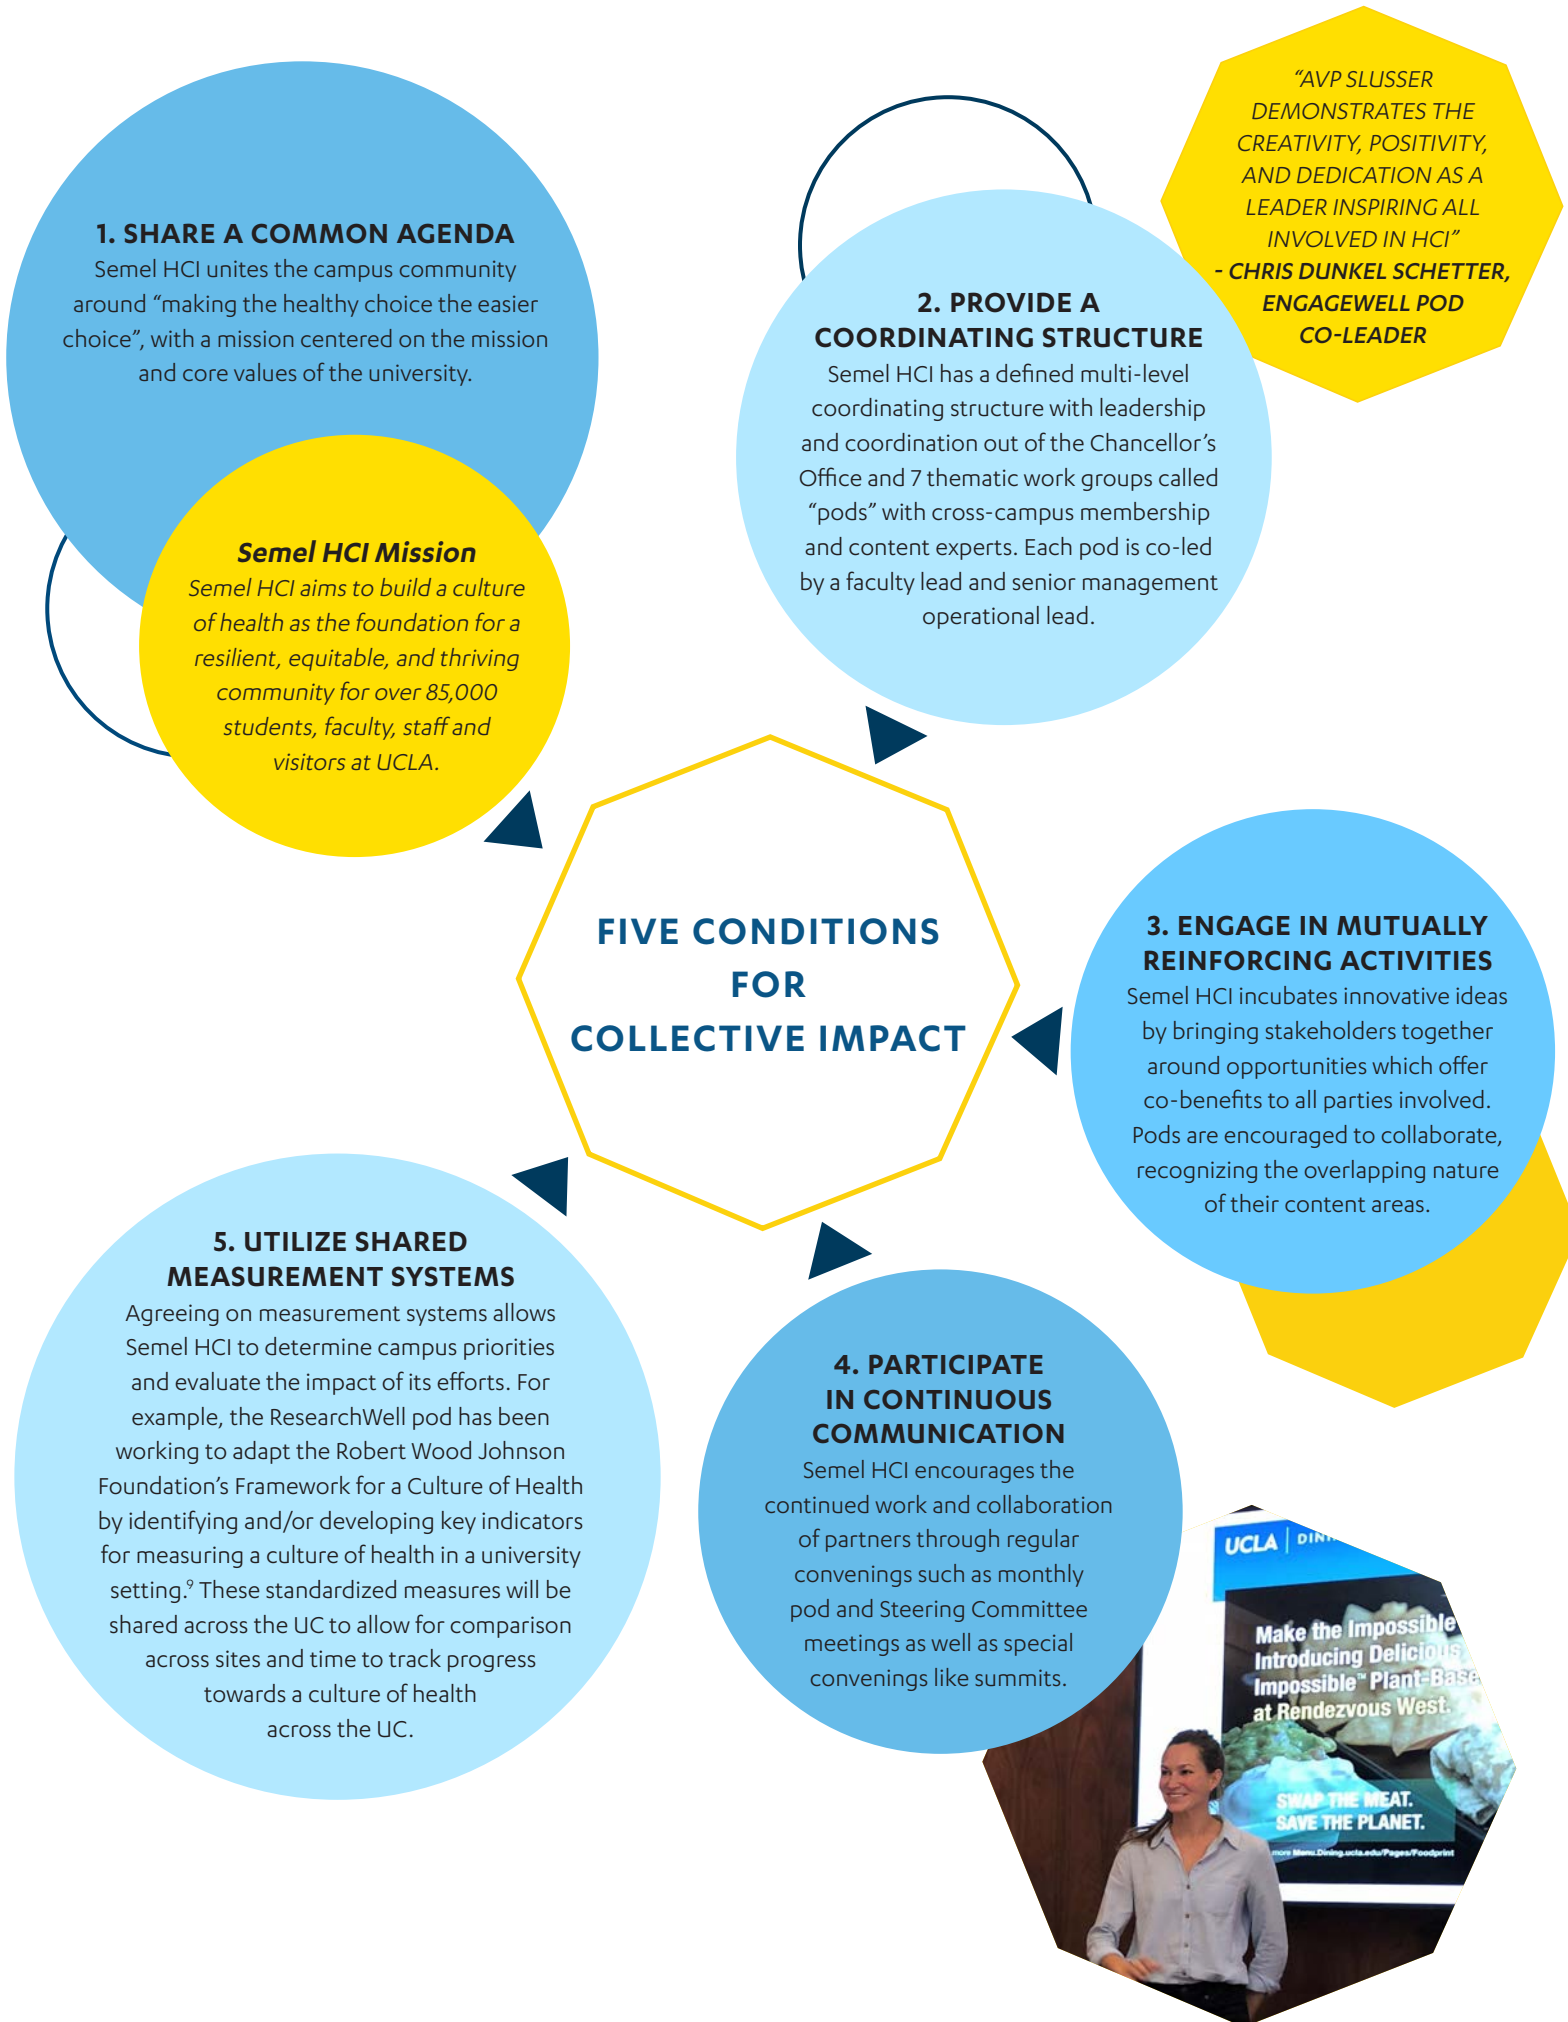 1. SHARE A COMMON AGENDA
Semel HCI unites the campus community
around “making the healthy choice the easier
choice”, with a mission centered on the mission
and core values of the university.
Semel HCI Mission
Semel HCI aims to build a culture
of health as the foundation for a
resilient, equitable, and thriving
community for over 85,000
students, faculty, staff and
visitors at UCLA.
“AVP SLUSSER
DEMONSTRATES THE
CREATIVITY, POSITIVITY,
AND DEDICATION AS A
LEADER INSPIRING ALL
INVOLVED IN HCI”
- CHRIS DUNKEL SCHETTER,
ENGAGEWELL POD
CO-LEADER
2. PROVIDE A
COORDINATING STRUCTURE
Semel HCI has a defined multi-level
coordinating structure with leadership
and coordination out of the Chancellor’s
Office and 7 thematic work groups called
“pods” with cross-campus membership
and content experts. Each pod is co-led
by a faculty lead and senior management
operational lead.
FIVE CONDITIONS
FOR
COLLECTIVE IMPACT
3. ENGAGE IN MUTUALLY
REINFORCING ACTIVITIES
Semel HCI incubates innovative ideas
by bringing stakeholders together
around opportunities which offer
co-benefits to all parties involved.
Pods are encouraged to collaborate,
recognizing the overlapping nature
of their content areas.
4. PARTICIPATE
IN CONTINUOUS
COMMUNICATION
Semel HCI encourages the
continued work and collaboration
of partners through regular
convenings such as monthly
pod and Steering Committee
meetings as well as special
convenings like summits.
5. UTILIZE SHARED
MEASUREMENT SYSTEMS
Agreeing on measurement systems allows
Semel HCI to determine campus priorities
and evaluate the impact of its efforts. For
example, the ResearchWell pod has been
working to adapt the Robert Wood Johnson
Foundation’s Framework for a Culture of Health
by identifying and/or developing key indicators
for measuring a culture of health in a university
setting.⁹ These standardized measures will be
shared across the UC to allow for comparison
across sites and time to track progress
towards a culture of health
across the UC.
UCLA
Make the Impossible
Introducing Delicious
Impossible™ Plant-Base
at Rendezvous West.
SWAP THE MEAT.
SAVE THE PLANET.
more Menu.Dining.ucla.edu/Pages/Foodprint